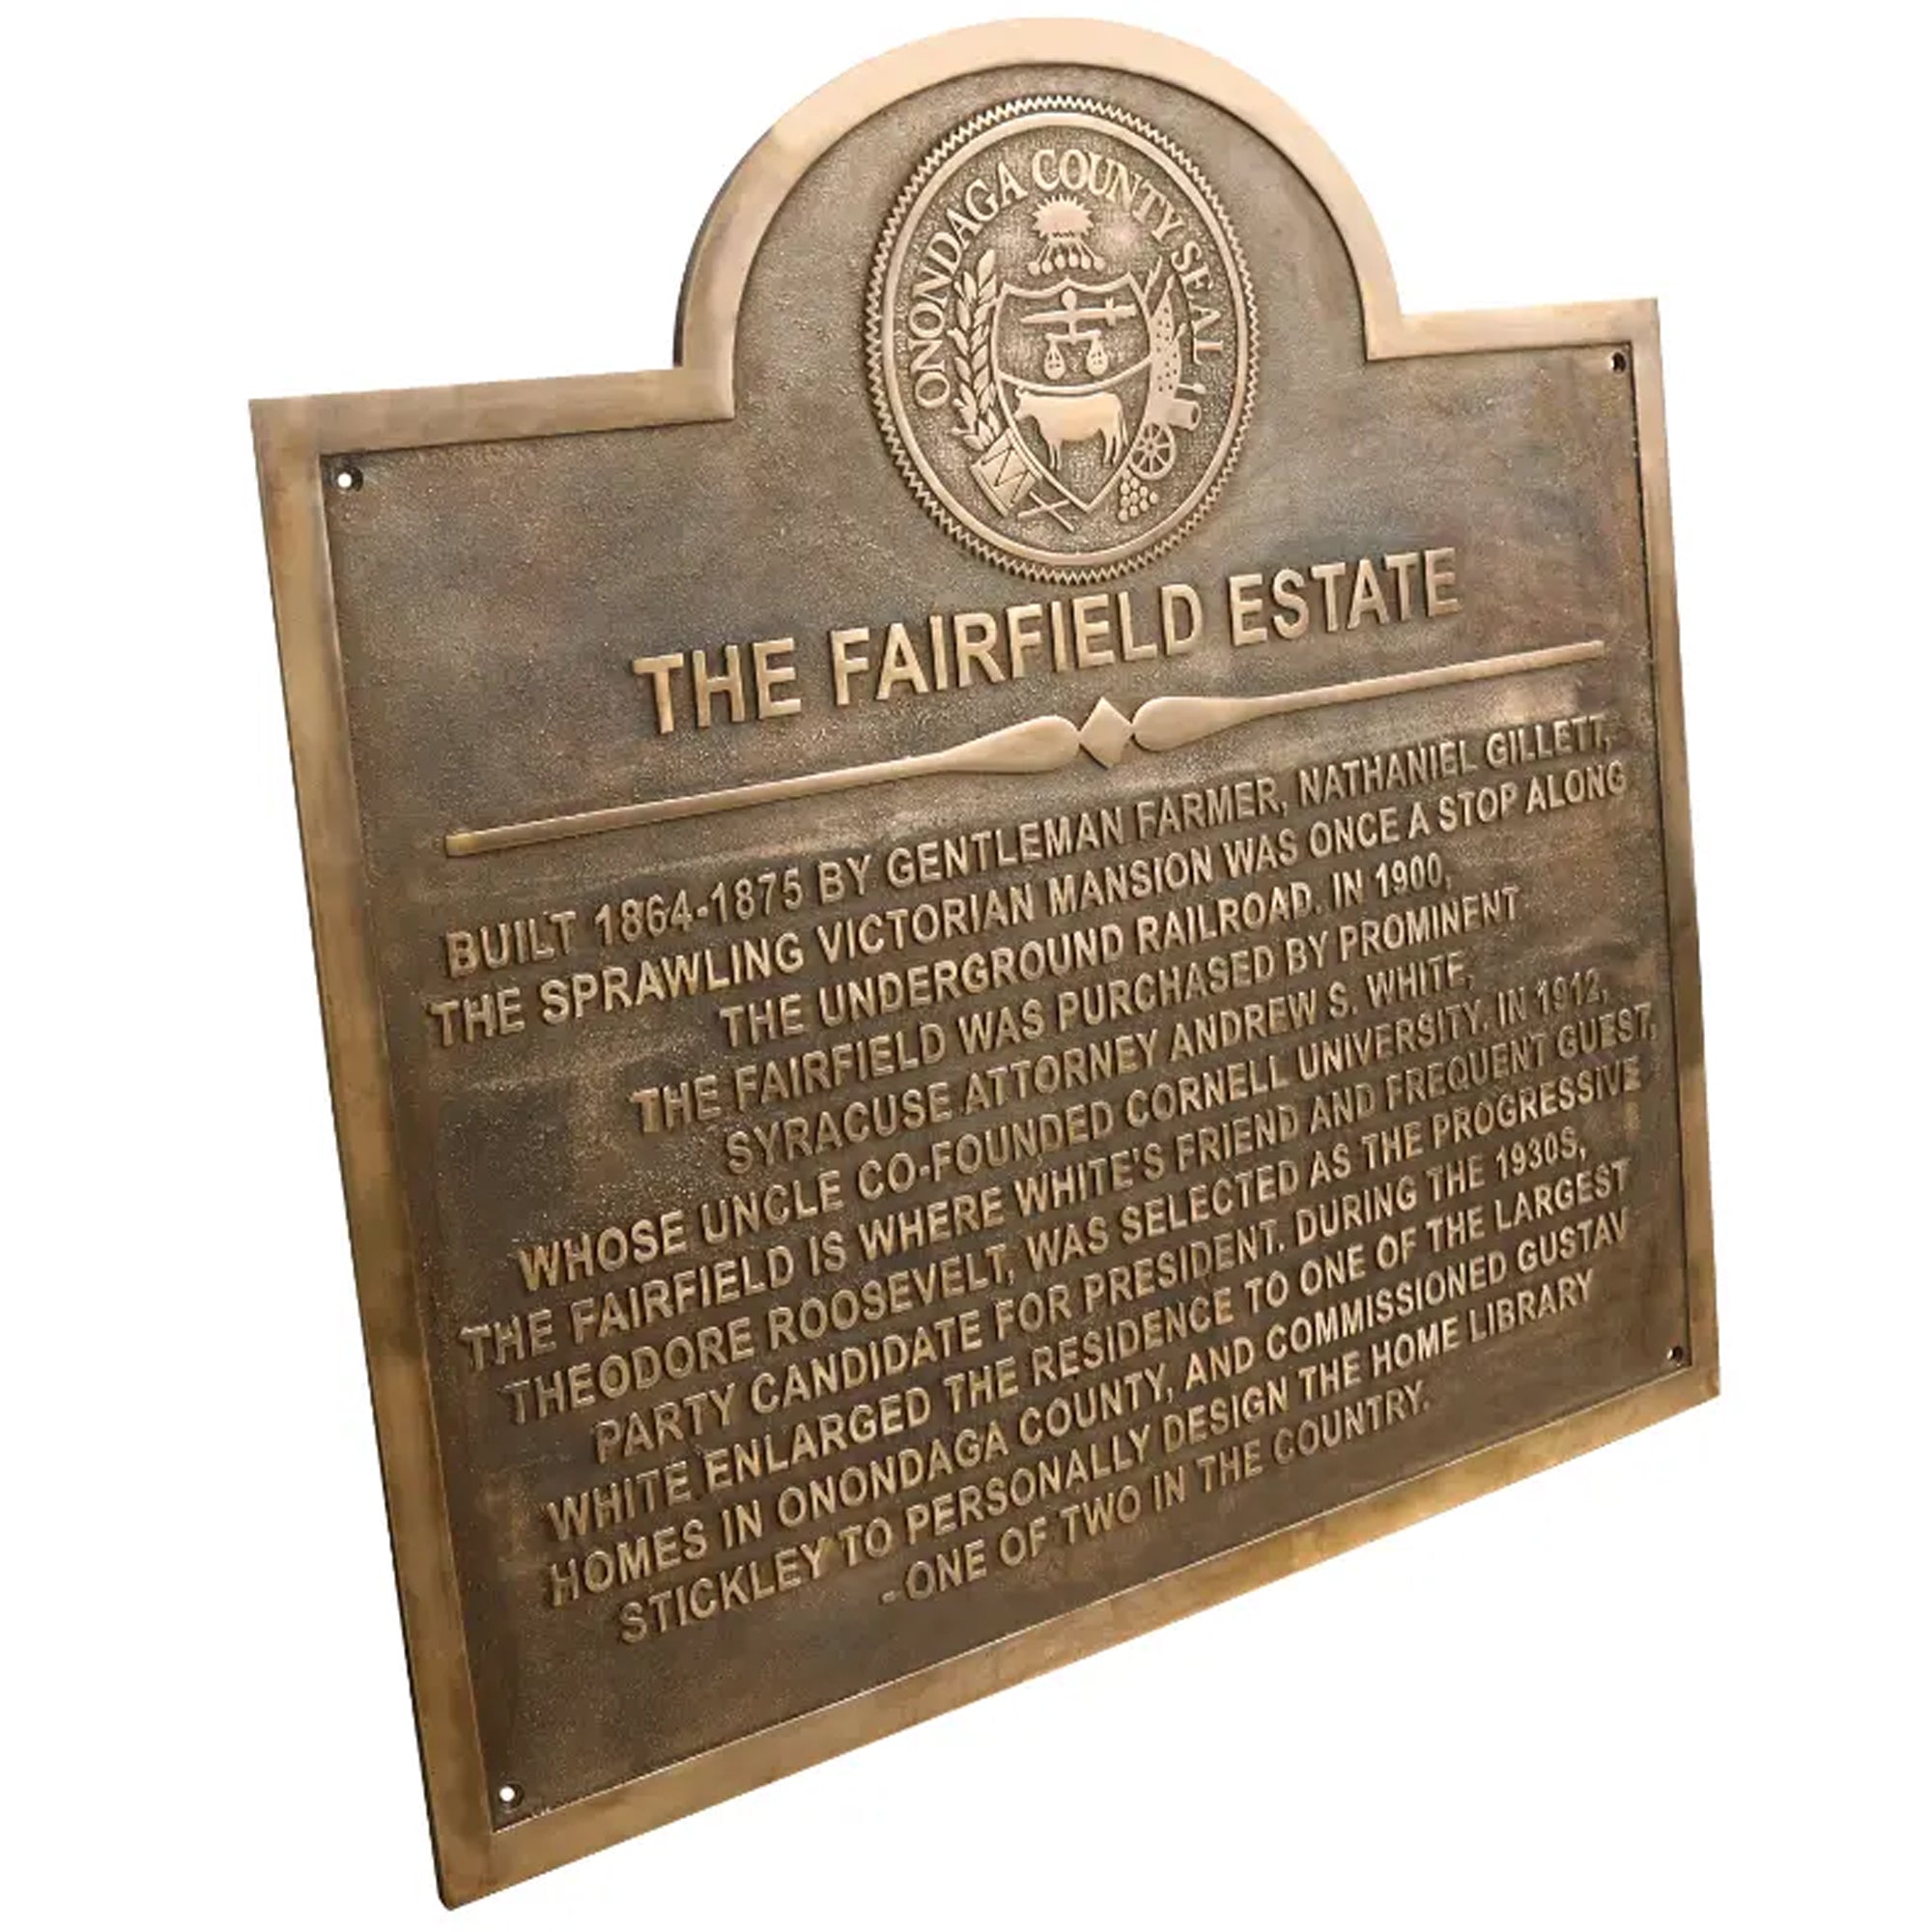 ONONDAGA COUNTY SEAL
THE FAIRFIELD ESTATE
BUILT 1864-1875 BY GENTLEMAN FARMER, NATHANIEL GILLETT,
THE SPRAWLING VICTORIAN MANSION WAS ONCE A STOP ALONG
THE UNDERGROUND RAILROAD. IN 1900,
THE FAIRFIELD WAS PURCHASED BY PROMINENT
SYRACUSE ATTORNEY ANDREW S. WHITE,
WHOSE UNCLE CO-FOUNDED CORNELL UNIVERSITY. IN 1912,
THE FAIRFIELD IS WHERE WHITE'S FRIEND AND FREQUENT GUEST,
THEODORE ROOSEVELT, WAS SELECTED AS THE PROGRESSIVE
PARTY CANDIDATE FOR PRESIDENT. DURING THE 1930S,
WHITE ENLARGED THE RESIDENCE TO ONE OF THE LARGEST
HOMES IN ONONDAGA COUNTY, AND COMMISSIONED GUSTAV
STICKLEY TO PERSONALLY DESIGN THE HOME LIBRARY
- ONE OF TWO IN THE COUNTRY.